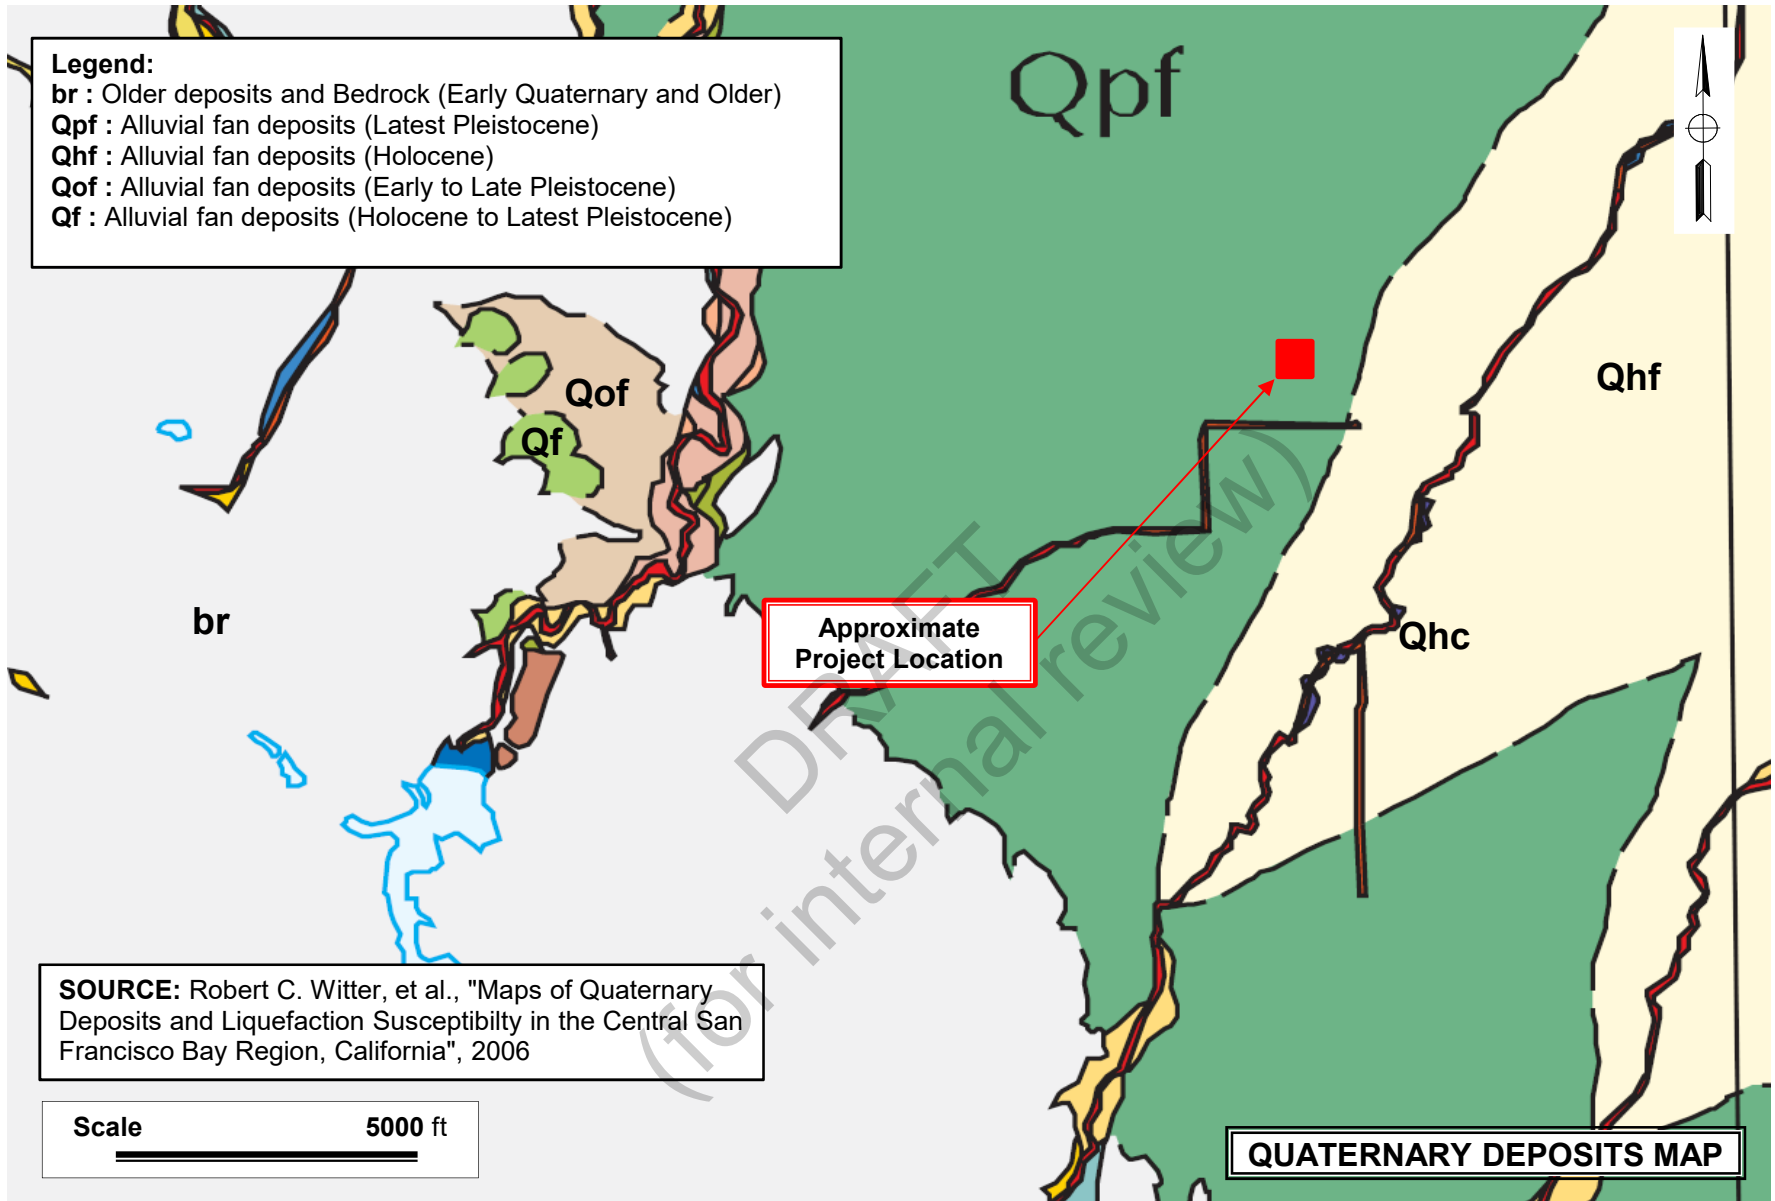 Legend:
br : Older deposits and Bedrock (Early Quaternary and Older)
Qpf : Alluvial fan deposits (Latest Pleistocene)
Qhf : Alluvial fan deposits (Holocene)
Qof : Alluvial fan deposits (Early to Late Pleistocene)
Qf : Alluvial fan deposits (Holocene to Latest Pleistocene)
Qpf
Qhf
Qof
Qf
br
Qhc
Approximate
Project Location
DRAFT
(for internal review)
SOURCE: Robert C. Witter, et al., "Maps of Quaternary
Deposits and Liquefaction Susceptibilty in the Central San
Francisco Bay Region, California", 2006
Scale 5000 ft
QUATERNARY DEPOSITS MAP